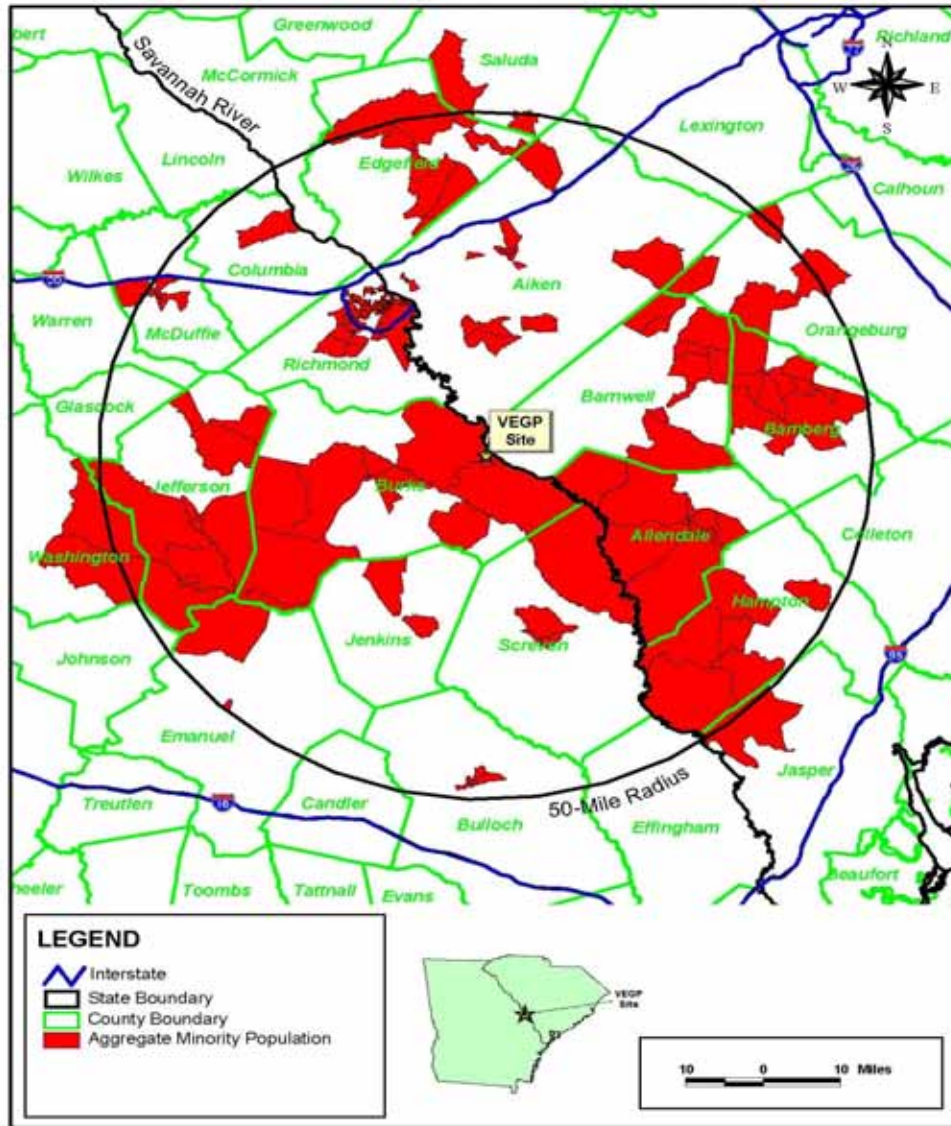 Greenwood
Richland
Saluda
McCormick
Savannah River
N
W
E
S
Lexington
Lincoln
Edgefield
Wilkes
Calhoun
20
Columbia
Aiken
Warren
McDuffie
Orangeburg
Richmond
Glascock
Barnwell
VEGP
Site
Bamberg
Jefferson
Burke
Allendale
Colleton
Washington
Hampton
Jenkins
Screven
Johnson
95
Emanuel
Jasper
50-Mile Radius
16
Treutlen
Candler
Bulloch
Effingham
Beaufort
Toombs
Tattnall
Evans
LEGEND
Interstate
State Boundary
County Boundary
Aggregate Minority Population
VEGP
Site
10 0 10 Miles